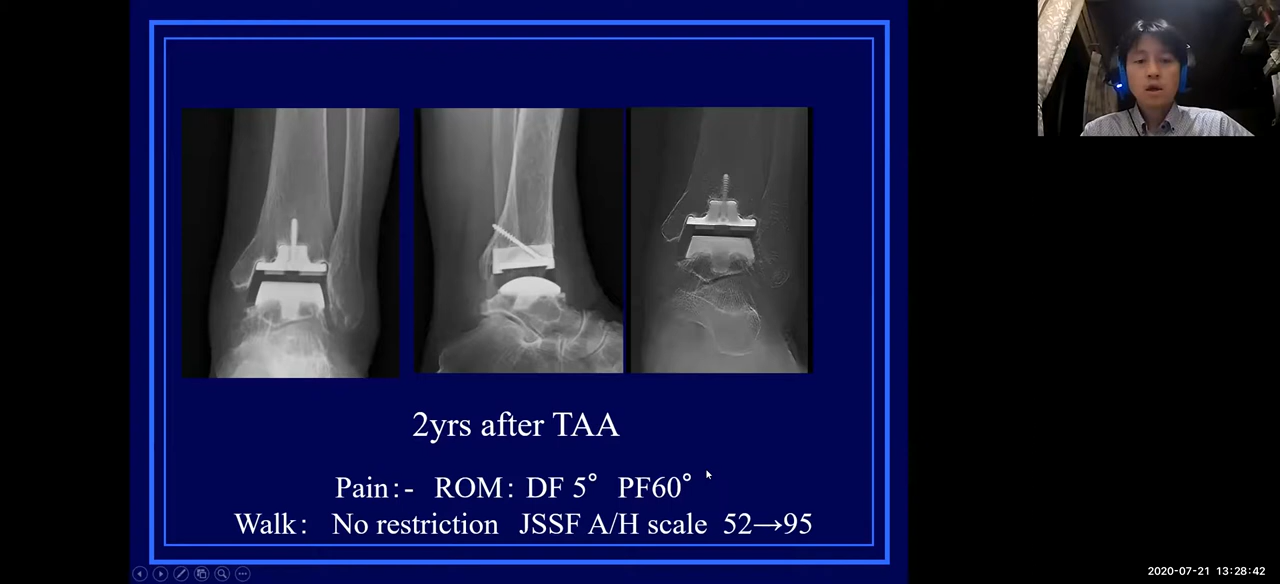 2yrs after TAA
Pain:- ROM: DF 5° PF60°
Walk: No restriction JSSF A/H scale 52→95
2020-07-21 13:28:42